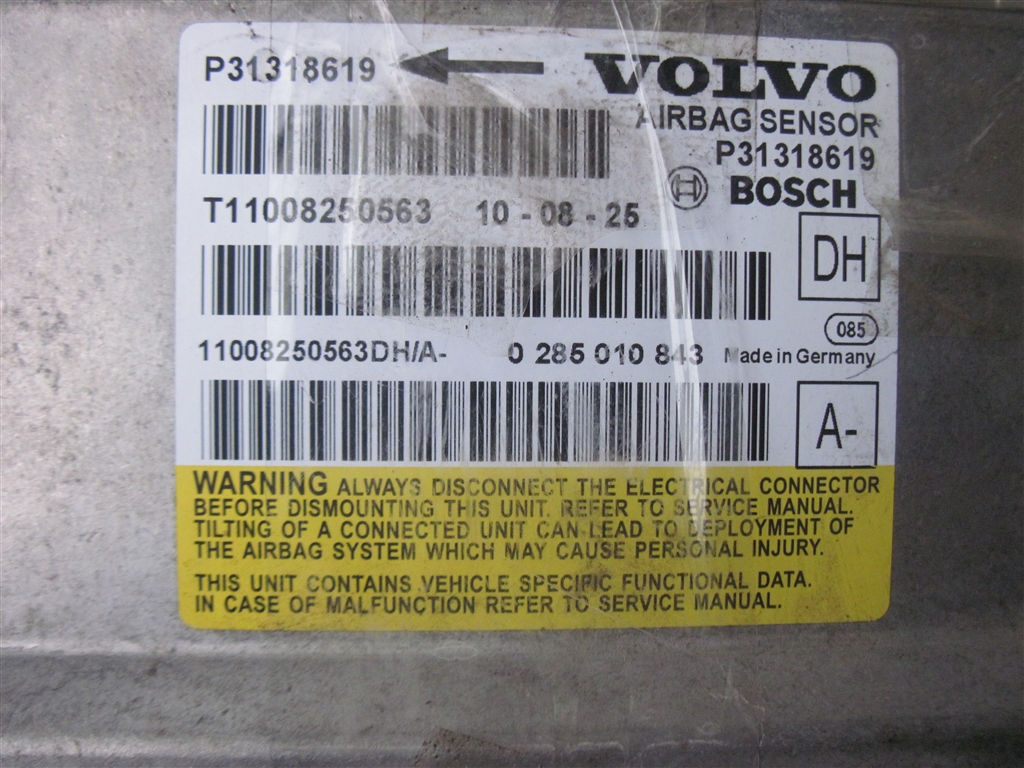 P31318619
VOLVO
AIRBAG SENSOR
P31318619
BOSCH
T11008250563 10 - 08 - 25
DH
085
11008250563DH/A- 0 285 010 843 Made in Germany
A-
WARNING ALWAYS DISCONNECT THE ELECTRICAL CONNECTOR
BEFORE DISMOUNTING THIS UNIT. REFER TO SERVICE MANUAL.
TILTING OF A CONNECTED UNIT CAN LEAD TO DEPLOYMENT OF
THE AIRBAG SYSTEM WHICH MAY CAUSE PERSONAL INJURY.
THIS UNIT CONTAINS VEHICLE SPECIFIC FUNCTIONAL DATA.
IN CASE OF MALFUNCTION REFER TO SERVICE MANUAL.